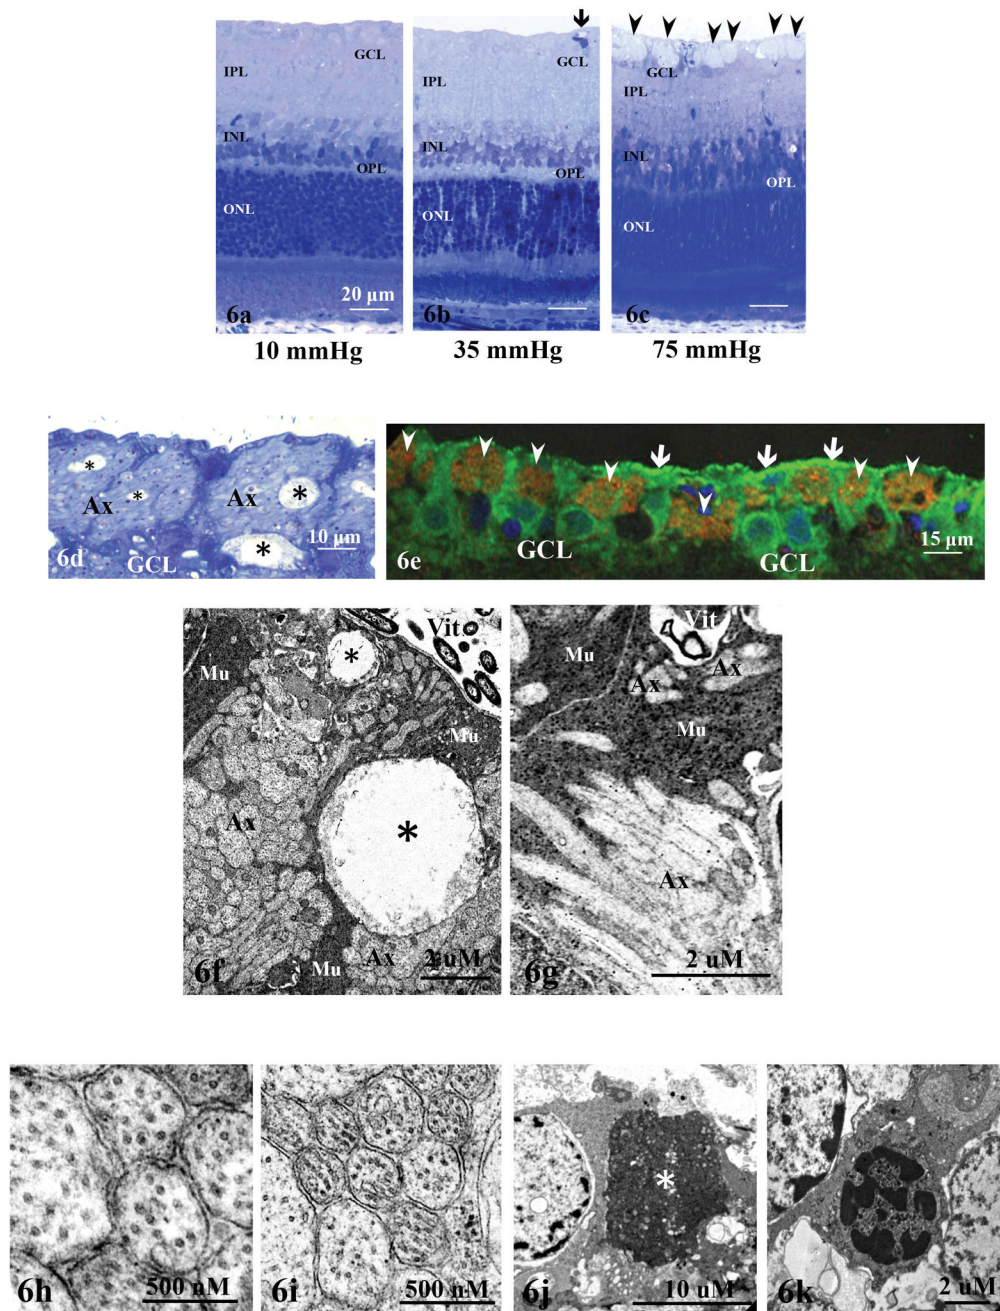 GCL GCL GCL
IPL IPL IPL
INL INL INL
OPL OPL OPL
ONL ONL ONL
20 µm
6a 6b 6c
10 mmHg 35 mmHg 75 mmHg
* * *
Ax Ax
*
10 µm
6d GCL
GCL GCL
6e 15 µm
Vit.
*
Mu
Mu
Ax
*
Mu Ax
6f 2 uM
Vit
Mu
Ax Ax
Mu
Ax
6g 2 uM
6h 500 nM
6i 500 nM
*
6j 10 uM
6k 2 uM